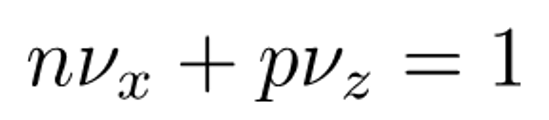 nν_x + pν_z = 1